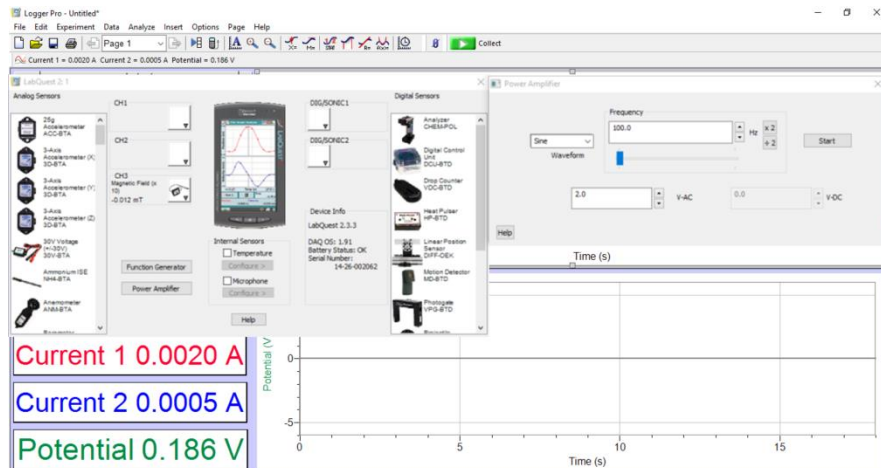 Logger Pro - Untitled*
File Edit Experiment Data Analyze Insert Options Page Help
Page 1
Collect
Current 1 = 0.0020 A Current 2 = 0.0005 A Potential = 0.186 V
LabQuest 2; 1
Analog Sensors
25g
Accelerometer
ACC-BTA
3-Axis
Accelerometer (X)
3D-BTA
3-Axis
Accelerometer (Y)
3D-BTA
3-Axis
Accelerometer (Z)
3D-BTA
30V Voltage
(+/-30V)
30V-BTA
Ammonium ISE
NH4-BTA
Anemometer
ANM-BTA
CH1
CH2
CH3
Magnetic Field (x
10)
-0.012 mT
Function Generator
Power Amplifier
Internal Sensors
Temperature
Configure >
Microphone
Configure >
Help
DIG/SONIC1
DIG/SONIC2
Device Info
LabQuest 2.3.3
DAQ OS: 1.91
Battery Status: OK
Serial Number:
14-26-002062
Digital Sensors
Analyzer
CHEM-POL
Digital Control
Unit
DCU-BTD
Drop Counter
VDC-BTD
Heat Pulser
HP-BTD
Linear Position
Sensor
Motion Detector
MD-BTD
Photogate
VPG-BTD
Power Amplifier
Sine
Waveform
Frequency
100.0
Hz
x 2
÷ 2
Start
2.0
V-AC
0.0
V-DC
Help
Time (s)
Current 1 0.0020 A
Current 2 0.0005 A
Potential 0.186 V
Potential (V
0
-5
0
5
10
15
Time (s)